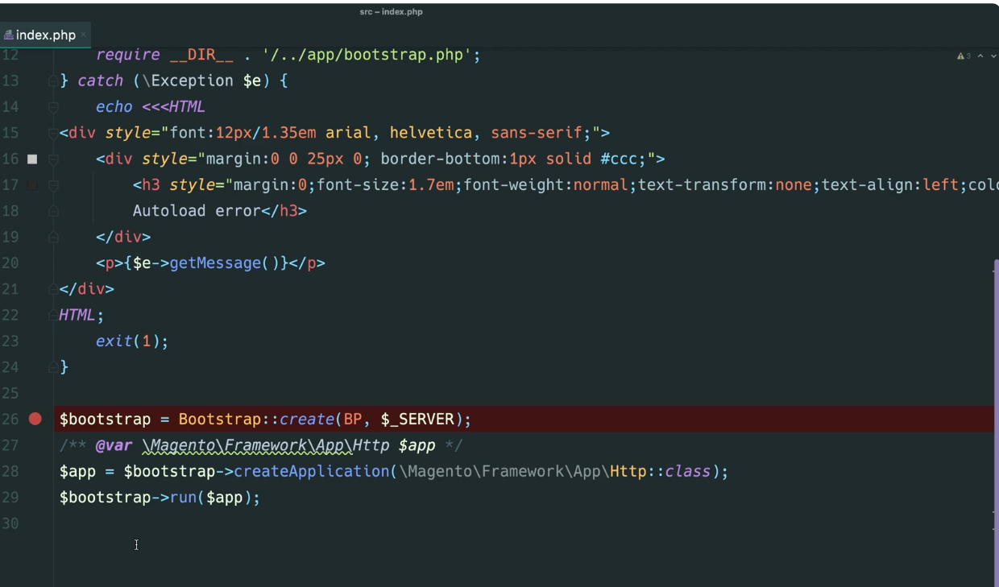 src – index.php
index.php ×
12 require __DIR__ . '/../app/bootstrap.php';
3
13 } catch (\Exception $e) {
14 echo <<<HTML
15 <div style="font:12px/1.35em arial, helvetica, sans-serif;">
16 <div style="margin:0 0 25px 0; border-bottom:1px solid #ccc;">
17 <h3 style="margin:0;font-size:1.7em;font-weight:normal;text-transform:none;text-align:left;colo
18 Autoload error</h3>
19 </div>
20 <p>{$e->getMessage()}</p>
21 </div>
22 HTML;
23 exit(1);
24 }
25
26 $bootstrap = Bootstrap::create(BP, $_SERVER);
27 /** @var \Magento\Framework\App\Http $app */
28 $app = $bootstrap->createApplication(\Magento\Framework\App\Http::class);
29 $bootstrap->run($app);
30